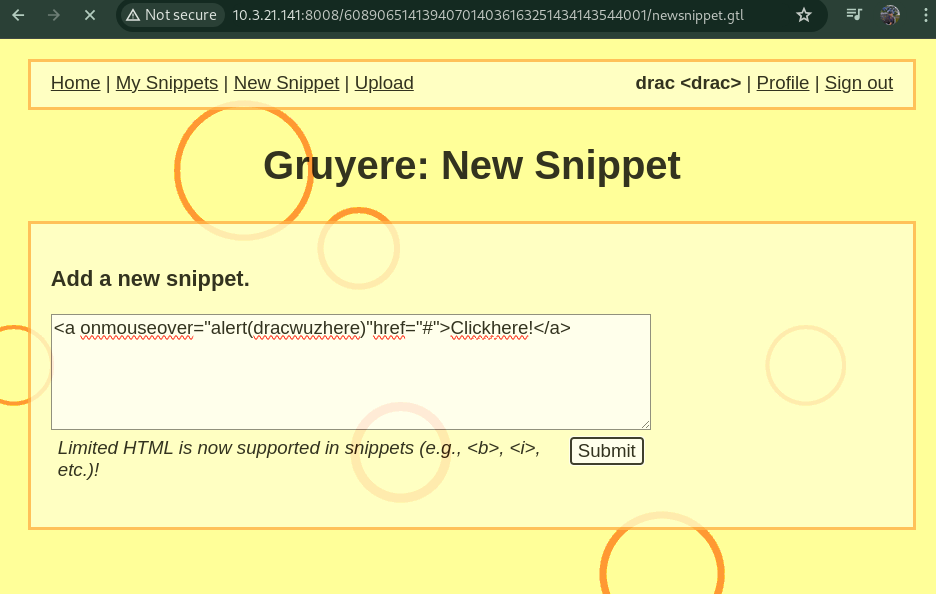 Not secure 10.3.21.141:8008/608906514139407014036163251434143544001/newsnippet.gtl
Home | My Snippets | New Snippet | Upload drac <drac> | Profile | Sign out
Gruyere: New Snippet
Add a new snippet.
<a onmouseover="alert(dracwuzhere)"href="#">Clickhere!</a>
Limited HTML is now supported in snippets (e.g., <b>, <i>,
etc.)!
Submit